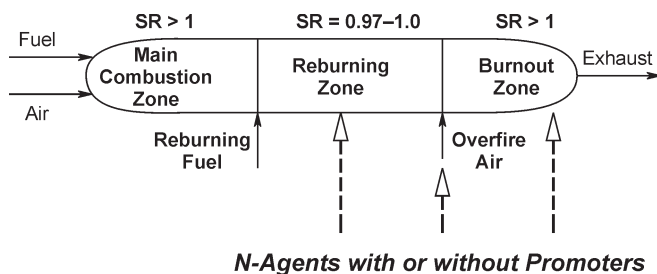 SR > 1
SR = 0.97–1.0
SR > 1
Fuel
Air
Main
Combustion
Zone
Reburning
Zone
Burnout
Zone
Exhaust
Reburning
Fuel
Overfire
Air
N-Agents with or without Promoters